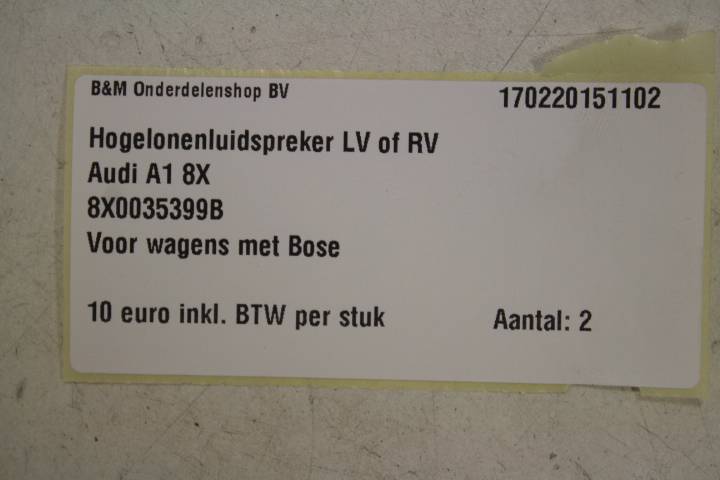 B&M Onderdelenshop BV
170220151102
Hogelonenluidspreker LV of RV
Audi A1 8X
8X0035399B
Voor wagens met Bose
10 euro inkl. BTW per stuk
Aantal: 2